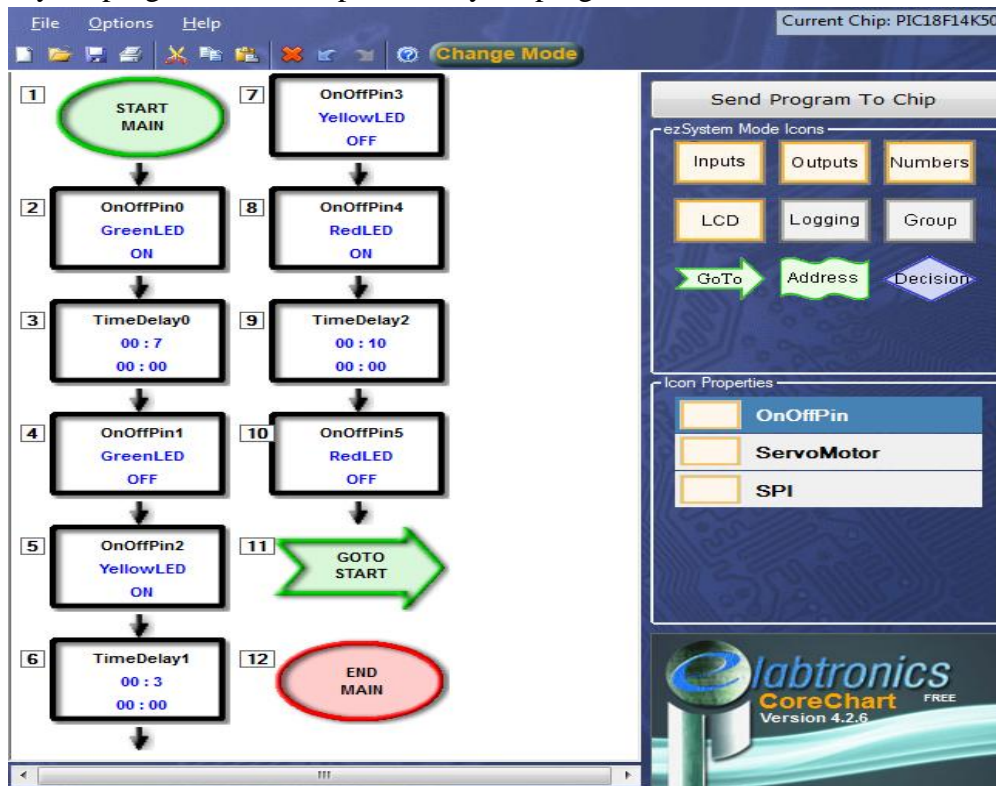 File Options Help
Current Chip: PIC18F14K50
Change Mode
1
START
MAIN
2
OnOffPin0
GreenLED
ON
3
TimeDelay0
00 : 7
00 : 00
4
OnOffPin1
GreenLED
OFF
5
OnOffPin2
YellowLED
ON
6
TimeDelay1
00 : 3
00 : 00
7
OnOffPin3
YellowLED
OFF
8
OnOffPin4
RedLED
ON
9
TimeDelay2
00 : 10
00 : 00
10
OnOffPin5
RedLED
OFF
11
GOTO
START
12
END
MAIN
Send Program To Chip
ezSystem Mode Icons
Inputs Outputs Numbers
LCD Logging Group
GoTo Address Decision
Icon Properties
OnOffPin
ServoMotor
SPI
elabtronics
CoreChart FREE
Version 4.2.6